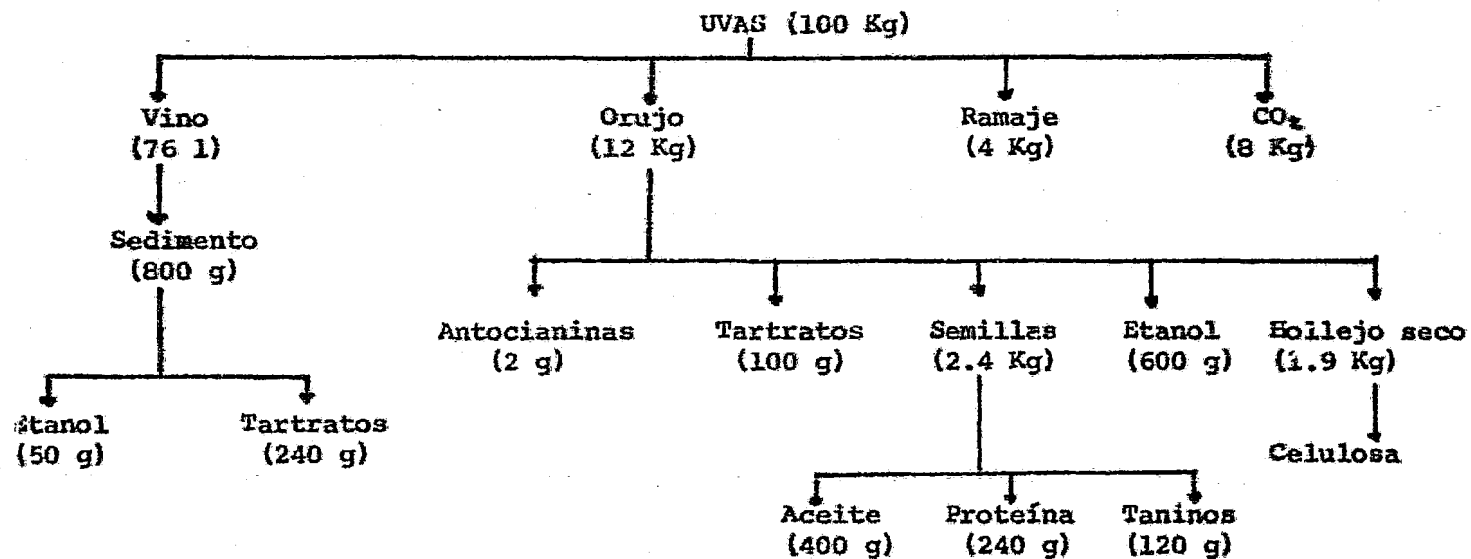 UVAS (100 Kg)
Vino Orujo Ramaje CO₂
(76 l) (12 Kg) (4 Kg) (8 Kg)
Sedimento
(800 g)
Antocianinas Tartratos Semillas Etanol Hollejo seco
(2 g) (100 g) (2.4 Kg) (600 g) (1.9 Kg)
Etanol Tartratos
(50 g) (240 g)
Celulosa
Aceite Proteína Taninos
(400 g) (240 g) (120 g)